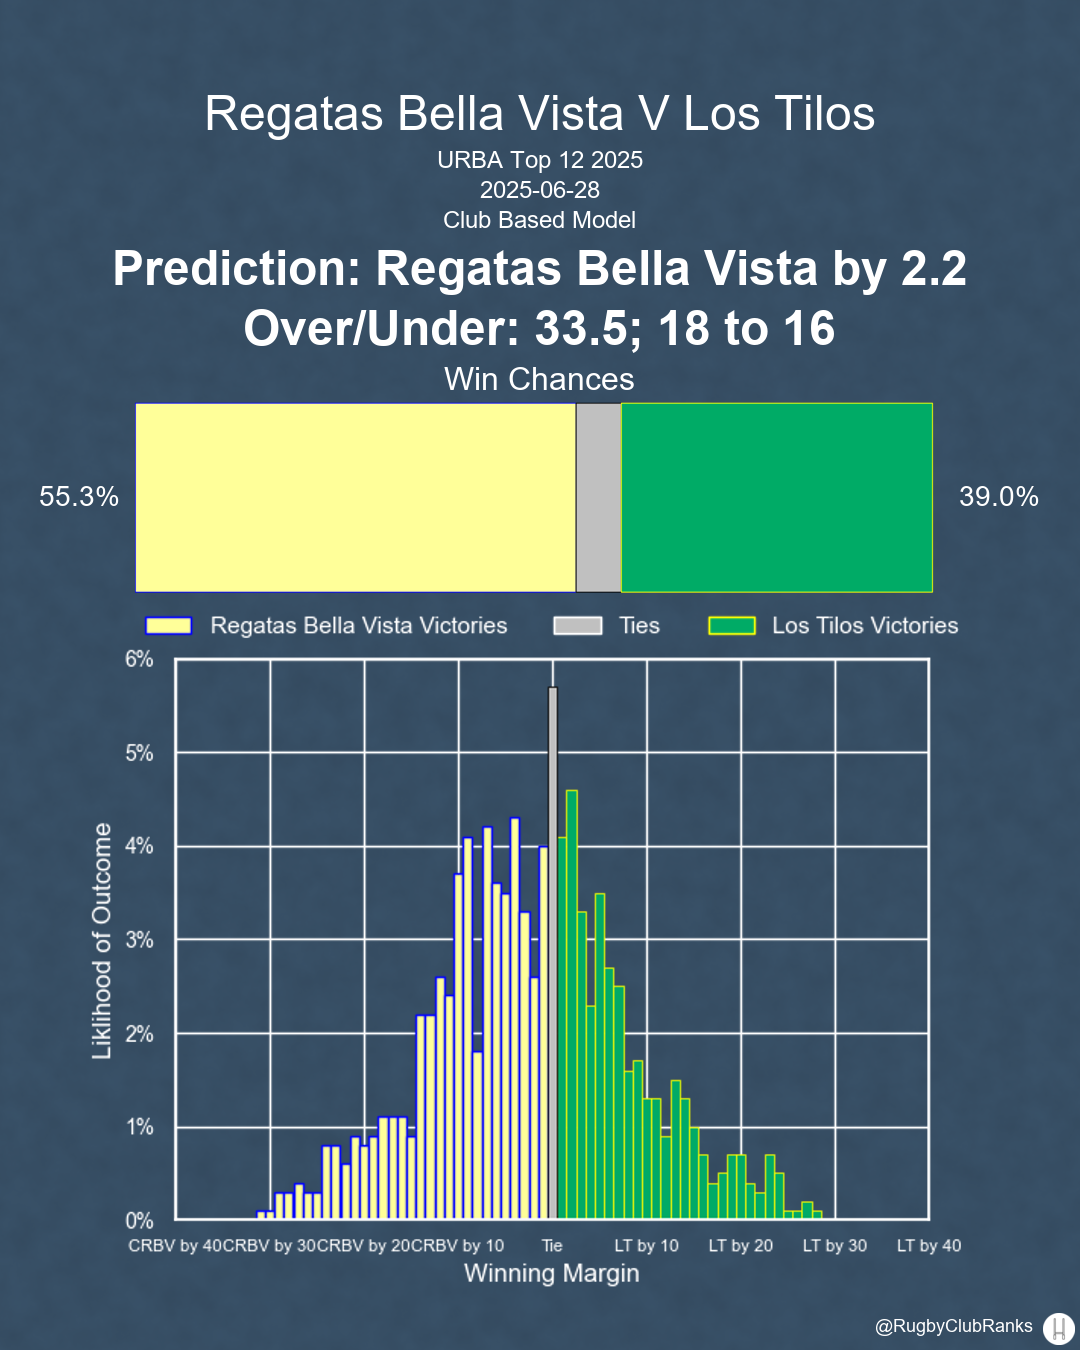 Regatas Bella Vista V Los Tilos
URBA Top 12 2025
2025-06-28
Club Based Model
Prediction: Regatas Bella Vista by 2.2
Over/Under: 33.5; 18 to 16
Win Chances
55.3%
39.0%
Regatas Bella Vista Victories
Ties
Los Tilos Victories
6%
5%
4%
3%
2%
1%
0%
Liklihood of Outcome
CRBV by 40 CRBV by 30 CRBV by 20 CRBV by 10 Tie LT by 10 LT by 20 LT by 30 LT by 40
Winning Margin
@RugbyClubRanks